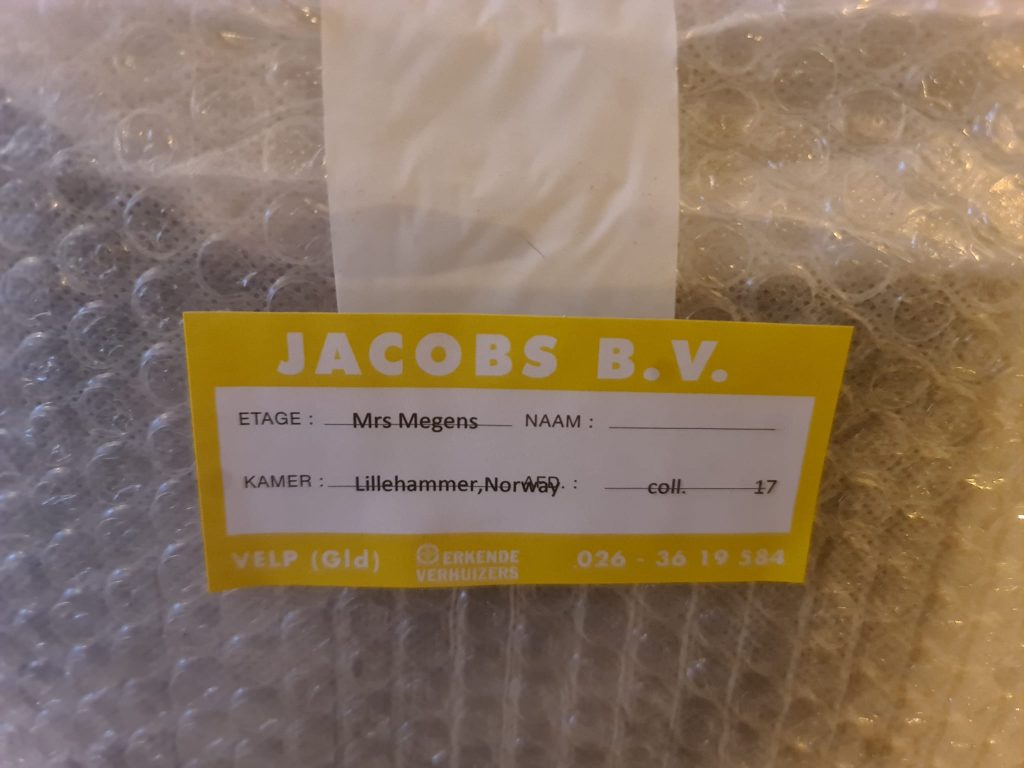 JACOBS B.V.
ETAGE : Mrs Megens NAAM :
KAMER : Lillehammer,Norway AFD. : coll. 17
VELP (Gld) ERKENDE VERHUIZERS 026 - 36 19 584